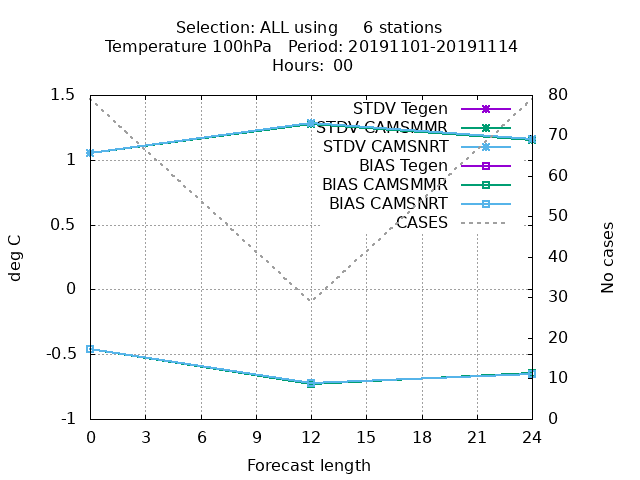 Selection: ALL using     6 stations
Temperature 100hPa   Period: 20191101-20191114
Hours:  00
1.5
1
0.5
0
-0.5
-1
deg C
80
70
60
50
40
30
20
10
0
No cases
STDV Tegen
STDV CAMSMMR
STDV CAMSNRT
BIAS Tegen
BIAS CAMSMMR
BIAS CAMSNRT
CASES
0 3 6 9 12 15 18 21 24
Forecast length